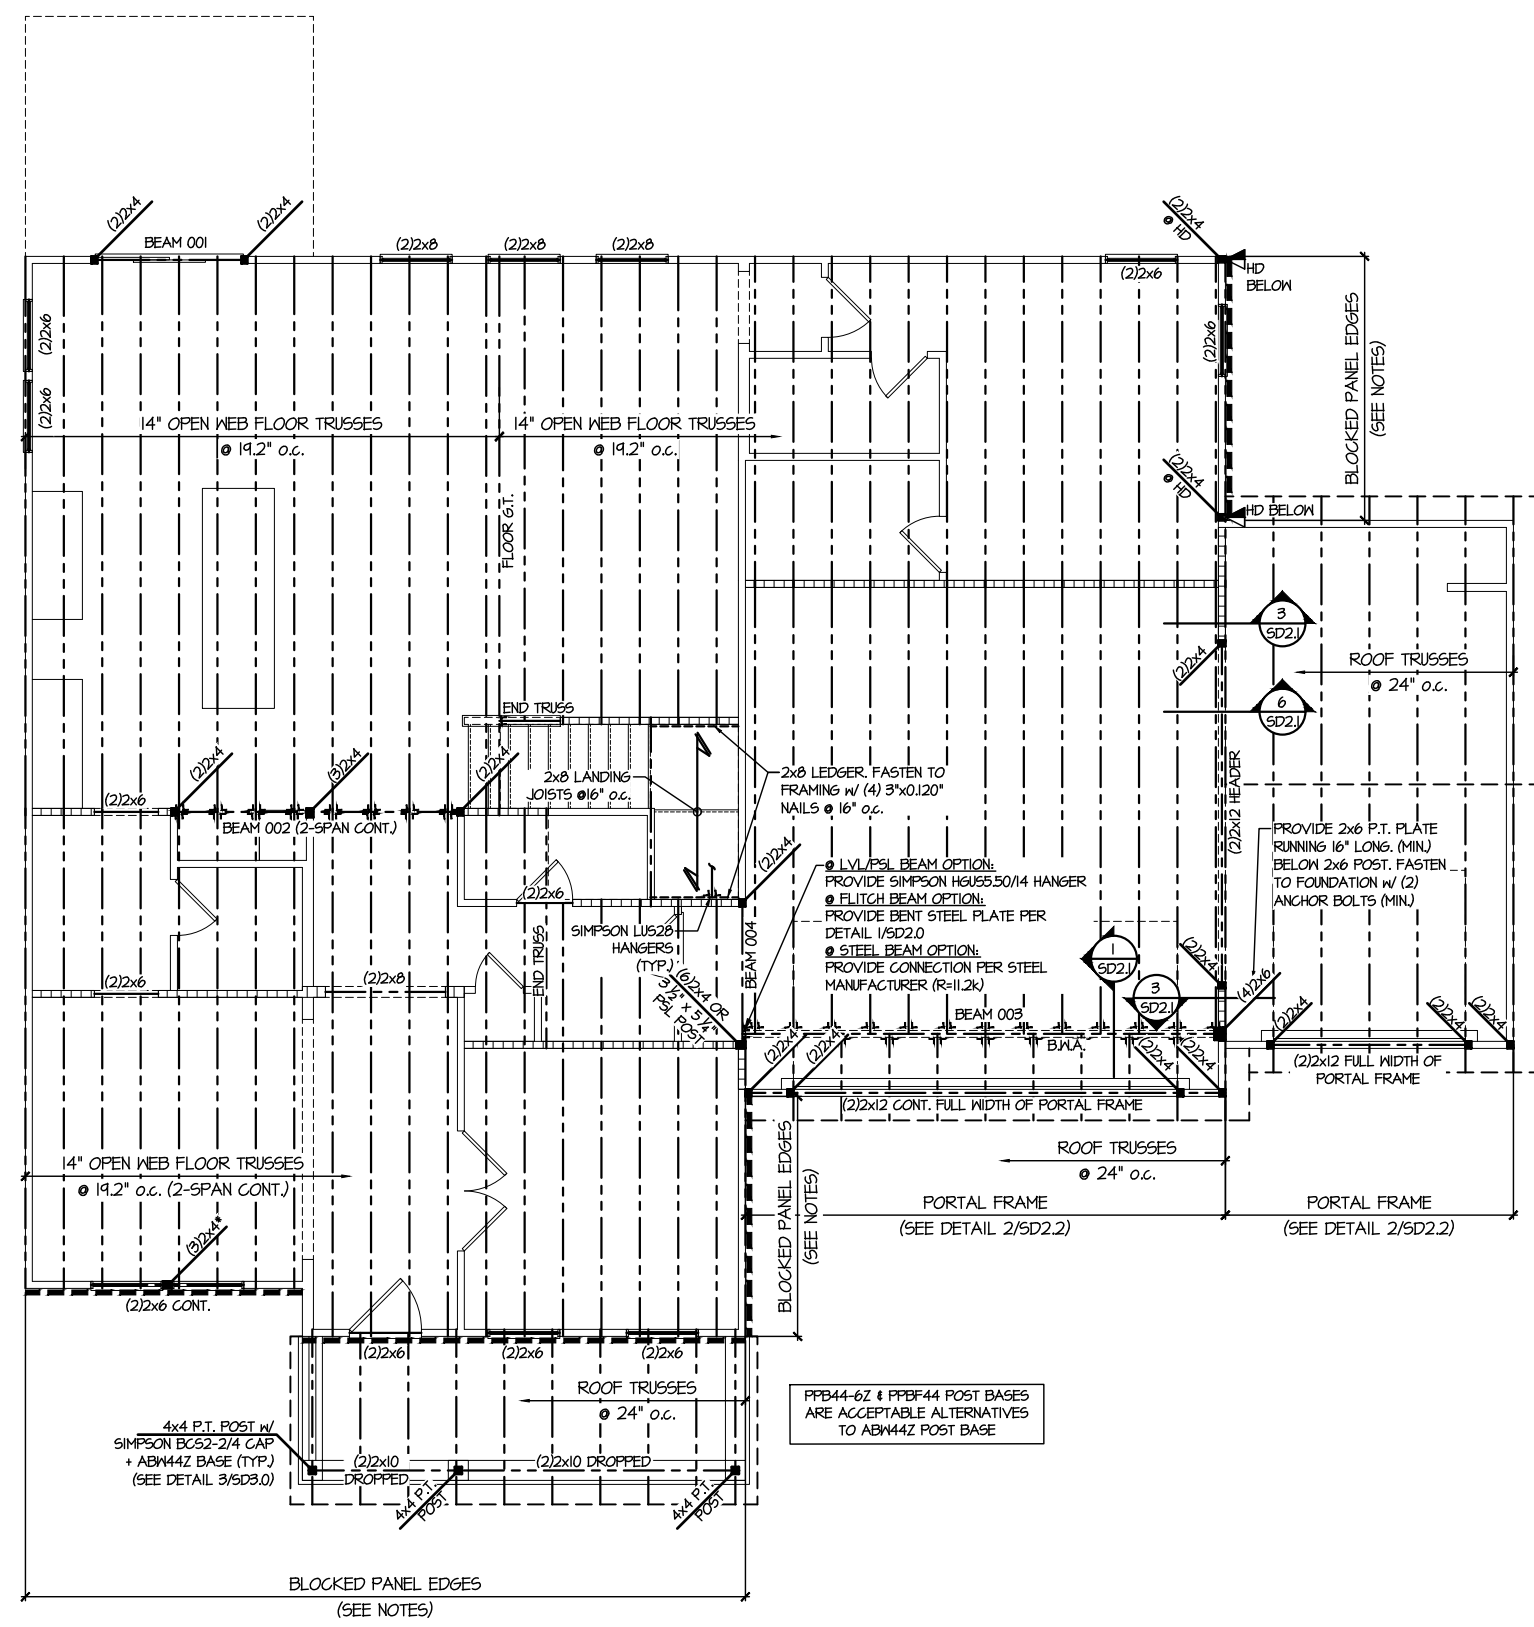 (2)2x4
(2)2x4
BEAM 001
(2)2x8
(2)2x8
(2)2x8
(2)2x6
(2)2x4
@ HD
HD
BELOW
(2)2x6
(2)2x6
(2)2x6
BLOCKED PANEL EDGES
(SEE NOTES)
14" OPEN WEB FLOOR TRUSSES
@ 19.2" o.c.
14" OPEN WEB FLOOR TRUSSES
@ 19.2" o.c.
FLOOR G.T.
(2)2x4
@ HD
HD BELOW
3
SD2.1
(2)2x4
ROOF TRUSSES
@ 24" o.c.
6
SD2.1
END TRUSS
(2)2x4
(3)2x4
(2)2x4
(2)2x6
BEAM 002 (2-SPAN CONT.)
2x8 LANDING
JOISTS @16" o.c.
2x8 LEDGER. FASTEN TO
FRAMING w/ (4) 3"x0.120"
NAILS @ 16" o.c.
(2)2x12 HEADER
PROVIDE 2x6 P.T. PLATE
RUNNING 16" LONG. (MIN.)
BELOW 2x6 POST. FASTEN
TO FOUNDATION w/ (2)
ANCHOR BOLTS (MIN.)
(2)2x4
@ LVL/PSL BEAM OPTION:
PROVIDE SIMPSON HGUS5.50/14 HANGER
@ FLITCH BEAM OPTION:
PROVIDE BENT STEEL PLATE PER
DETAIL 1/SD2.0
@ STEEL BEAM OPTION:
PROVIDE CONNECTION PER STEEL
MANUFACTURER (R=11.2k)
(2)2x6
SIMPSON LUS28
HANGERS
(TYP.)
END TRUSS
BEAM 004
(6)2x4 OR
3 1/2" x 5 1/4"
PSL POST
(2)2x6
(2)2x8
1
SD2.1
3
SD2.1
(2)2x4
(4)2x6
BEAM 003
B.W.A.
(2)2x4
(2)2x4
(2)2x4
(2)2x4
(2)2x4
(2)2x4
(2)2x4
(2)2x12 FULL WIDTH OF
PORTAL FRAME
(2)2x12 CONT. FULL WIDTH OF PORTAL FRAME
BLOCKED PANEL EDGES
(SEE NOTES)
ROOF TRUSSES
@ 24" o.c.
14" OPEN WEB FLOOR TRUSSES
@ 19.2" o.c. (2-SPAN CONT.)
PORTAL FRAME
(SEE DETAIL 2/SD2.2)
PORTAL FRAME
(SEE DETAIL 2/SD2.2)
(3)2x4*
(2)2x6 CONT.
(2)2x6
(2)2x6
(2)2x6
ROOF TRUSSES
@ 24" o.c.
PPB44-6Z & PPBF44 POST BASES
ARE ACCEPTABLE ALTERNATIVES
TO ABW44Z POST BASE
4x4 P.T. POST w/
SIMPSON BCS2-2/4 CAP
+ ABW44Z BASE (TYP.)
(SEE DETAIL 3/SD3.0)
(2)2x10
DROPPED
(2)2x10 DROPPED
4x4 P.T.
POST
4x4 P.T.
POST
BLOCKED PANEL EDGES
(SEE NOTES)